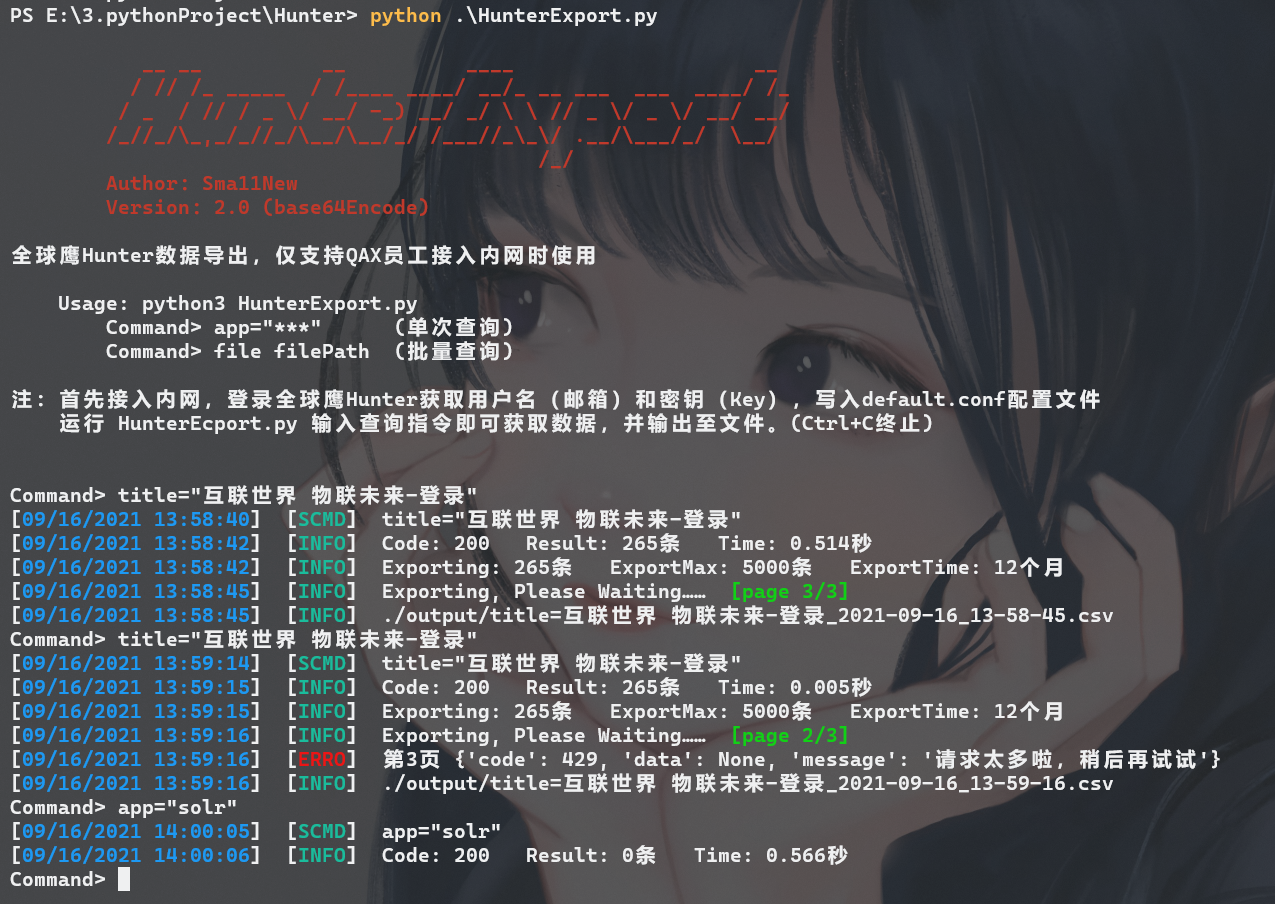 PS E:\3.pythonProject\Hunter> python .\HunterExport.py
HunterExport
Author: Sma11New
Version: 2.0 (base64Encode)
全球鹰Hunter数据导出，仅支持QAX员工接入内网时使用
Usage: python3 HunterExport.py
Command> app="***" （单次查询）
Command> file filePath （批量查询）
注：首先接入内网，登录全球鹰Hunter获取用户名（邮箱）和密钥（Key），写入default.conf配置文件
运行 HunterEcport.py 输入查询指令即可获取数据，并输出至文件。（Ctrl+C终止）
Command> title="互联世界 物联未来-登录"
[09/16/2021 13:58:40] [SCMD] title="互联世界 物联未来-登录"
[09/16/2021 13:58:42] [INFO] Code: 200 Result: 265条 Time: 0.514秒
[09/16/2021 13:58:42] [INFO] Exporting: 265条 ExportMax: 5000条 ExportTime: 12个月
[09/16/2021 13:58:45] [INFO] Exporting, Please Waiting…… [page 3/3]
[09/16/2021 13:58:45] [INFO] ./output/title=互联世界 物联未来-登录_2021-09-16_13-58-45.csv
Command> title="互联世界 物联未来-登录"
[09/16/2021 13:59:14] [SCMD] title="互联世界 物联未来-登录"
[09/16/2021 13:59:15] [INFO] Code: 200 Result: 265条 Time: 0.005秒
[09/16/2021 13:59:15] [INFO] Exporting: 265条 ExportMax: 5000条 ExportTime: 12个月
[09/16/2021 13:59:16] [INFO] Exporting, Please Waiting…… [page 2/3]
[09/16/2021 13:59:16] [ERRO] 第3页 {'code': 429, 'data': None, 'message': '请求太多啦，稍后再试试'}
[09/16/2021 13:59:16] [INFO] ./output/title=互联世界 物联未来-登录_2021-09-16_13-59-16.csv
Command> app="solr"
[09/16/2021 14:00:05] [SCMD] app="solr"
[09/16/2021 14:00:06] [INFO] Code: 200 Result: 0条 Time: 0.566秒
Command>